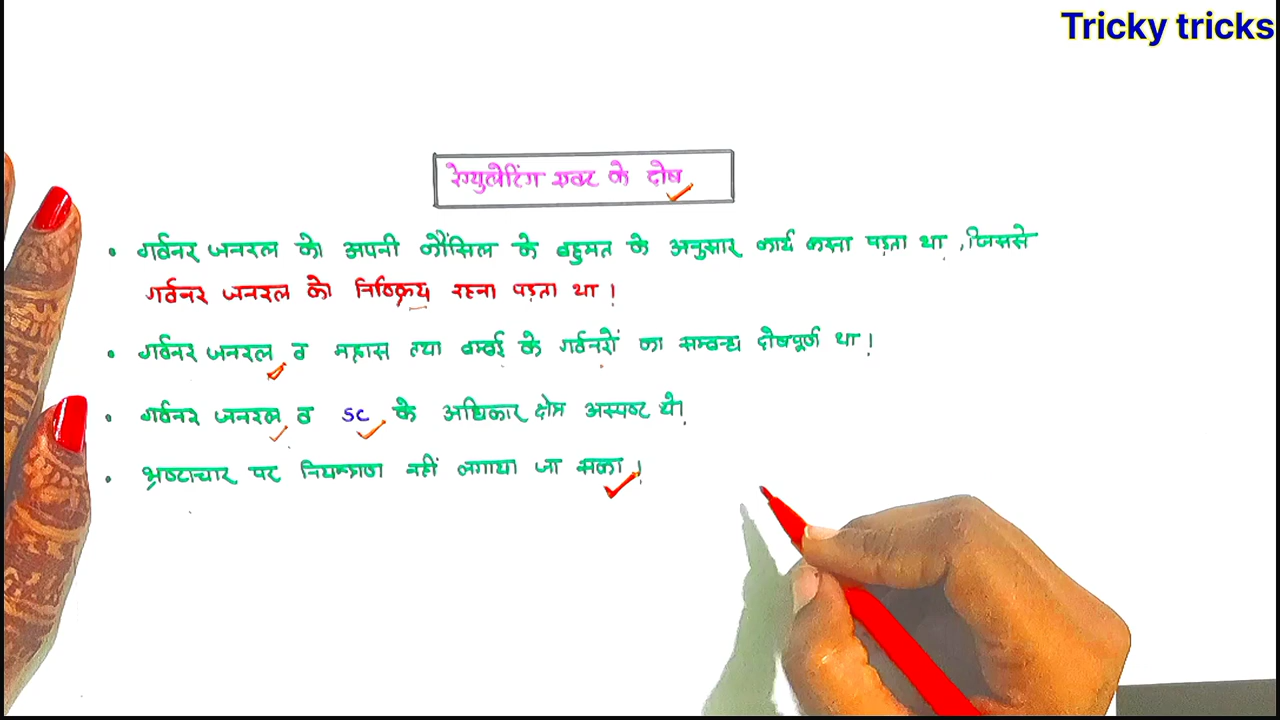 Tricky tricks
रेग्युलेटिंग एक्ट के दोष
• गर्वनर जनरल को अपनी कौंसिल के बहुमत के अनुसार कार्य करना पड़ता था, जिससे
गर्वनर जनरल को निष्क्रिय रहना पड़ता था।
• गर्वनर जनरल व मद्रास तथा बम्बई के गर्वनरों का सम्बन्ध दोषपूर्ण था।
• गर्वनर जनरल व SC के अधिकार क्षेत्र अस्पष्ट थे।
• भ्रष्टाचार पर नियन्त्रण नहीं लगाया जा सका।